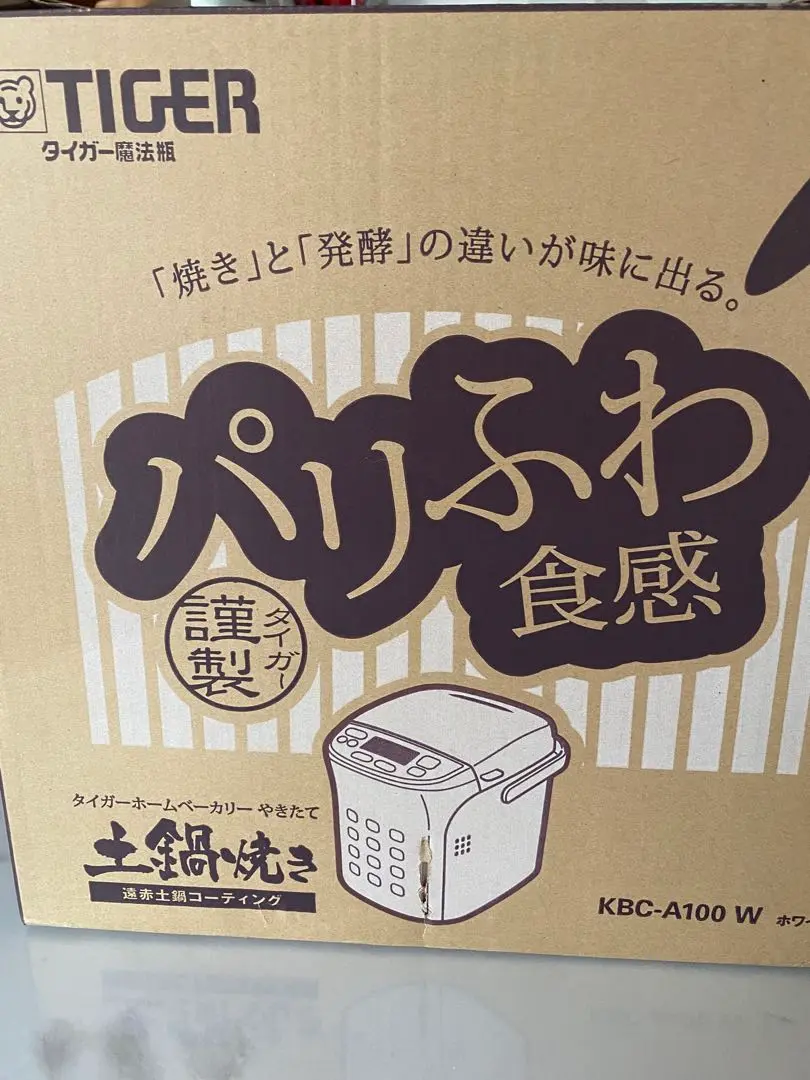 TIGER
タイガー魔法瓶
「焼き」と「発酵」の違いが味に出る。
パリふわ
食感
タイガー
謹製
タイガーホームベーカリー やきたて
土鍋焼き
遠赤土鍋コーティング
KBC-A100 W ホワ